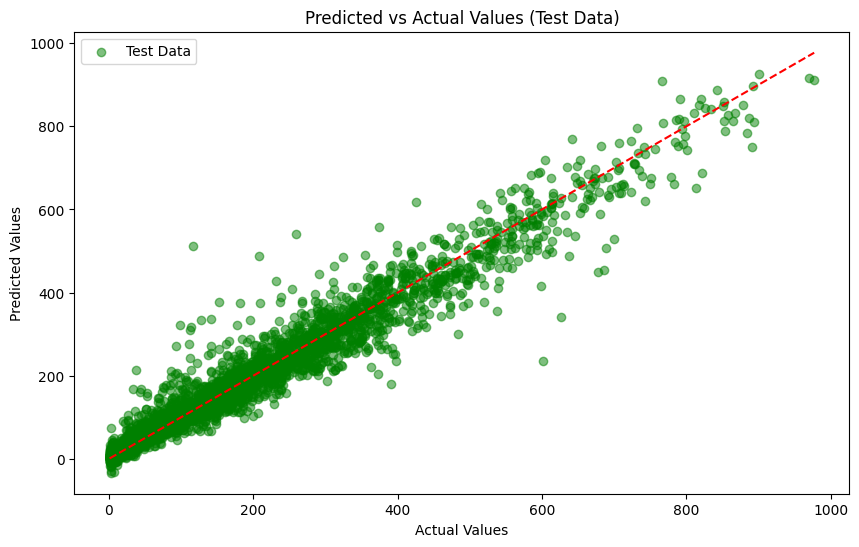 Predicted vs Actual Values (Test Data)
Test Data
Predicted Values
1000
800
600
400
200
0
0 200 400 600 800 1000
Actual Values